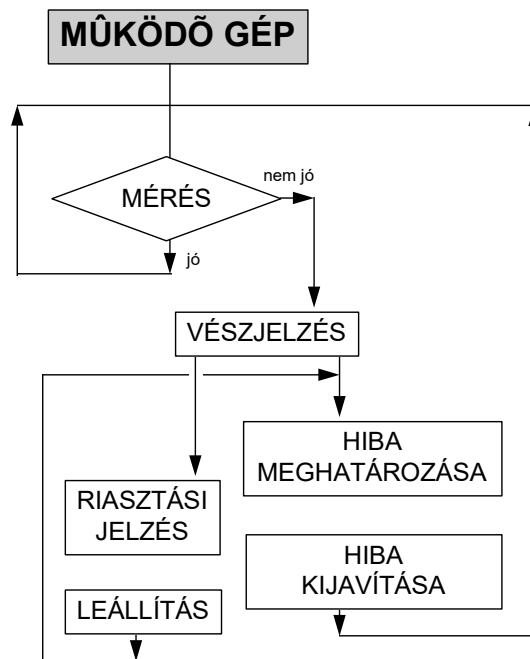 MÛKÖDÕ GÉP
nem jó
MÉRÉS
jó
VÉSZJELZÉS
HIBA
MEGHATÁROZÁSA
RIASZTÁSI
JELZÉS
HIBA
KIJAVÍTÁSA
LEÁLLÍTÁS